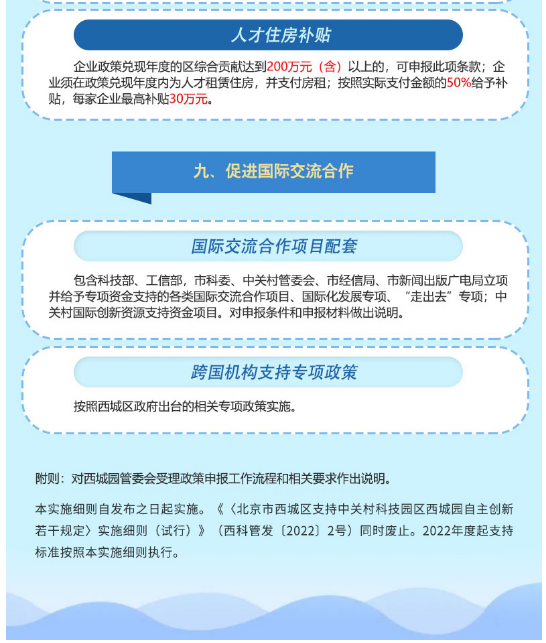 人才住房补贴
企业政策兑现年度的区综合贡献达到200万元（含）以上的，可申报此项条款；企
业须在政策兑现年度内为人才租赁住房，并支付房租；按照实际支付金额的50%给予补
贴，每家企业最高补贴30万元。
九、促进国际交流合作
国际交流合作项目配套
包含科技部、工信部，市科委、中关村管委会、市经信局、市新闻出版广电局立项
并给予专项资金支持的各类国际交流合作项目、国际化发展专项、“走出去”专项；中
关村国际创新资源支持资金项目。对申报条件和申报材料做出说明。
跨国机构支持专项政策
按照西城区政府出台的相关专项政策实施。
附则：对西城园管委会受理政策申报工作流程和相关要求作出说明。
本实施细则自发布之日起实施。《〈北京市西城区支持中关村科技园区西城园自主创新
若干规定〉实施细则（试行）》（西科管发〔2022〕2号）同时废止。2022年度起支持
标准按照本实施细则执行。